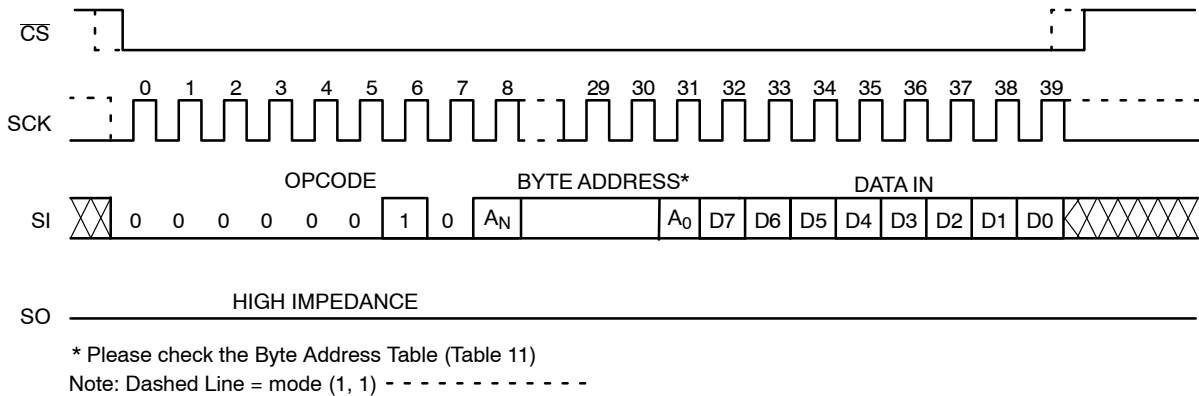 CS
0 1 2 3 4 5 6 7 8 29 30 31 32 33 34 35 36 37 38 39
SCK
OPCODE BYTE ADDRESS* DATA IN
SI 0 0 0 0 0 0 1 0 AN A0 D7 D6 D5 D4 D3 D2 D1 D0
HIGH IMPEDANCE
SO
* Please check the Byte Address Table (Table 11)
Note: Dashed Line = mode (1, 1)